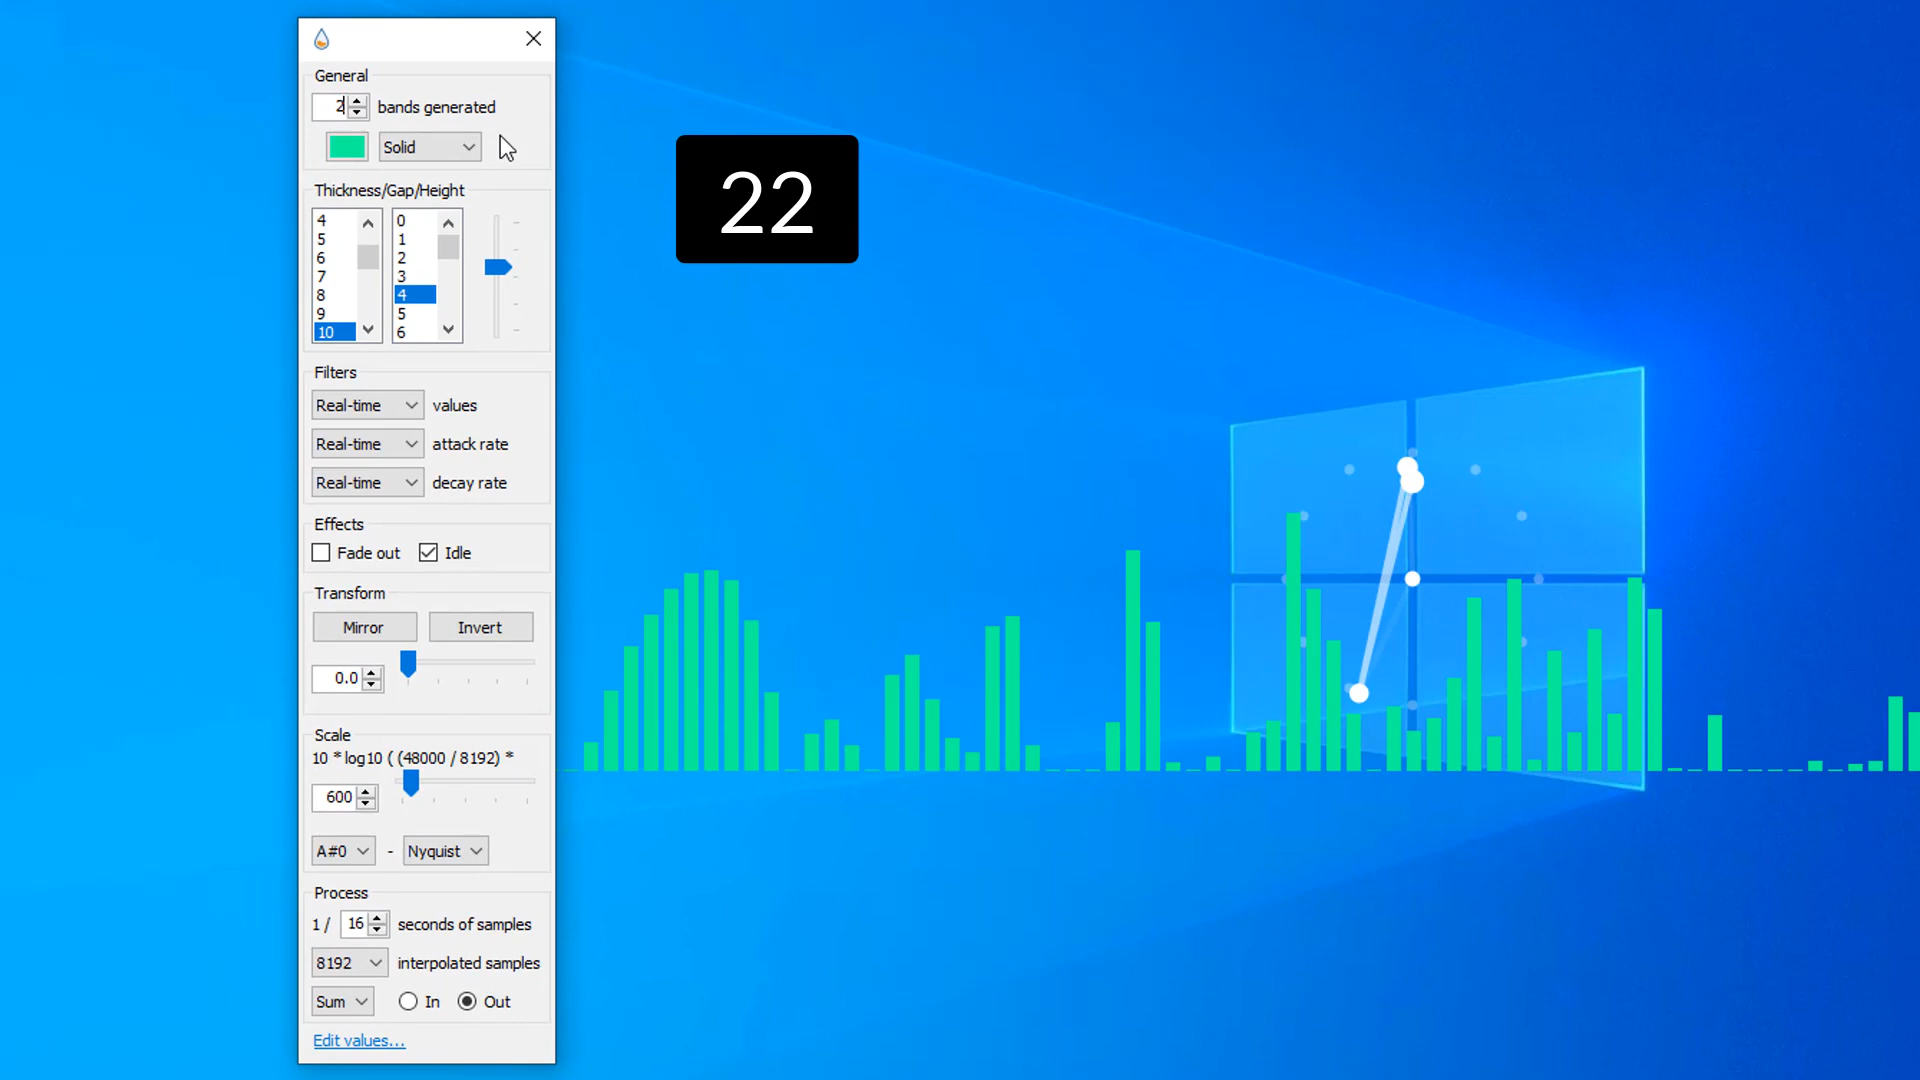 General
2 bands generated
Solid
22
Thickness/Gap/Height
4 0
5 1
6 2
7 3
8 4
9 5
10 6
Filters
Real-time values
Real-time attack rate
Real-time decay rate
Effects
Fade out Idle
Transform
Mirror Invert
0.0
Scale
10 * log10 ( (48000 / 8192) *
600
A#0 - Nyquist
Process
1 / 16 seconds of samples
8192 interpolated samples
Sum In Out
Edit values...